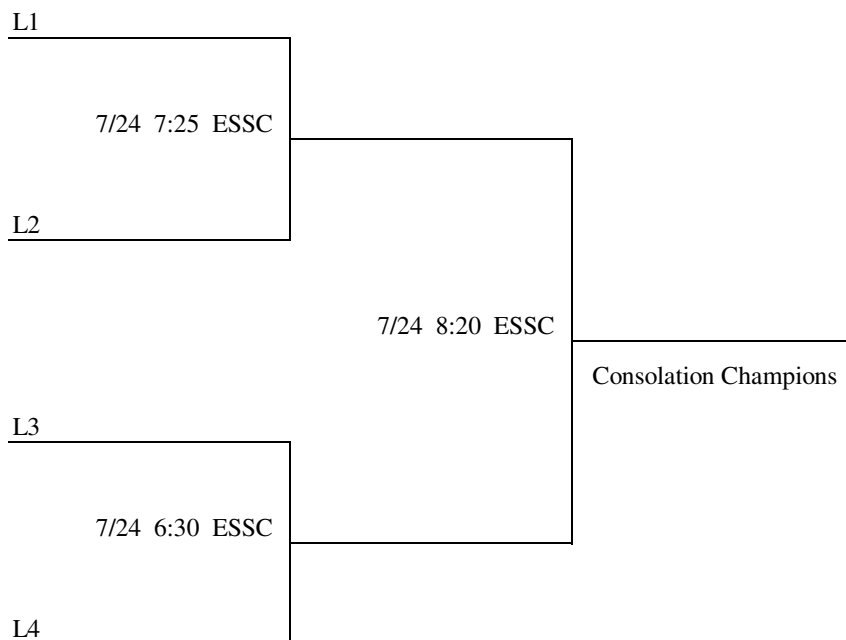 L1
7/24 7:25 ESSC
L2
7/24 8:20 ESSC
Consolation Champions
L3
7/24 6:30 ESSC
L4